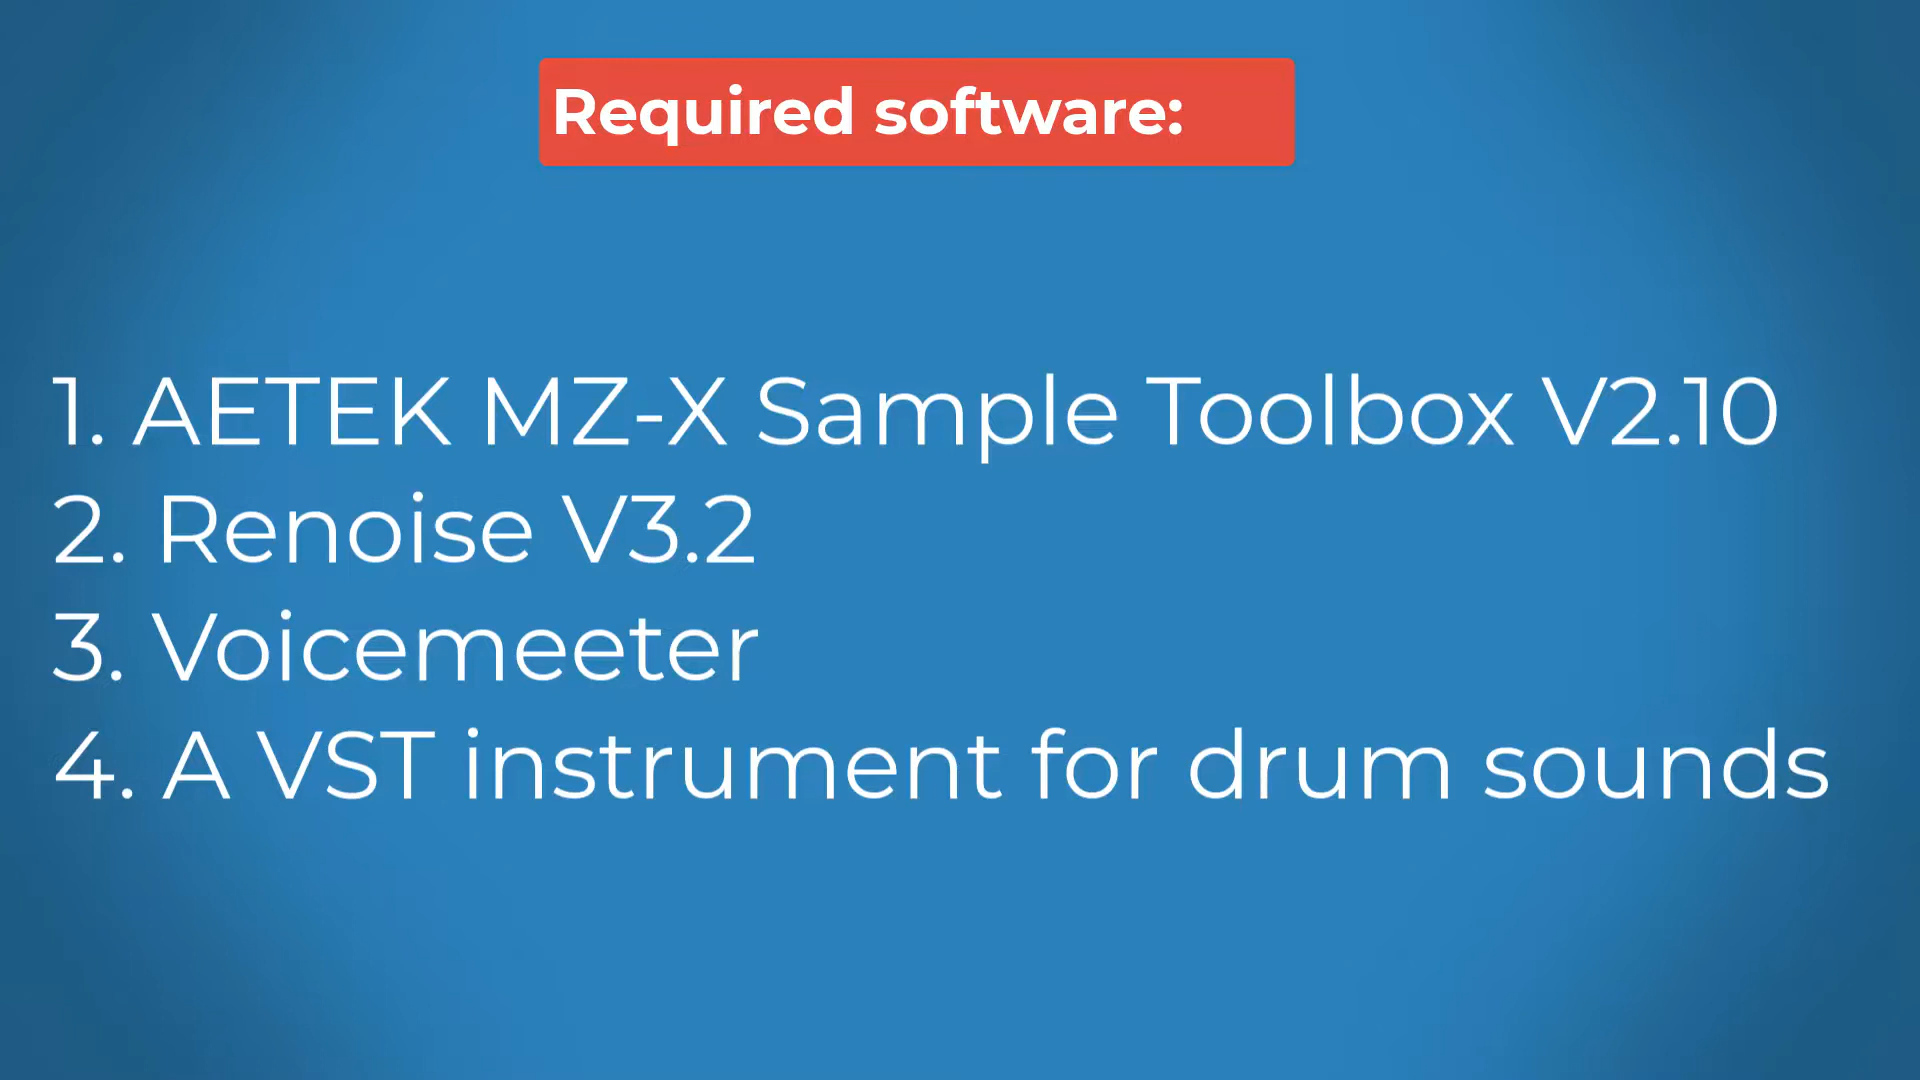 Required software:
1. AETEK MZ-X Sample Toolbox V2.10
2. Renoise V3.2
3. Voicemeeter
4. A VST instrument for drum sounds